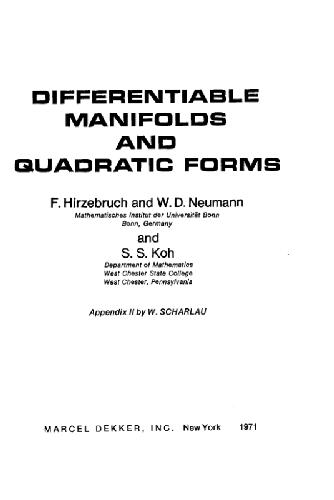 DIFFERENTIABLE
MANIFOLDS
AND
QUADRATIC FORMS
F. Hirzebruch and W. D. Neumann
Mathematisches Institut der Universität Bonn
Bonn, Germany
and
S. S. Koh
Department of Mathematics
West Chester State College
West Chester, Pennsylvania
Appendix II by W. SCHARLAU
MARCEL DEKKER, INC. New York 1971